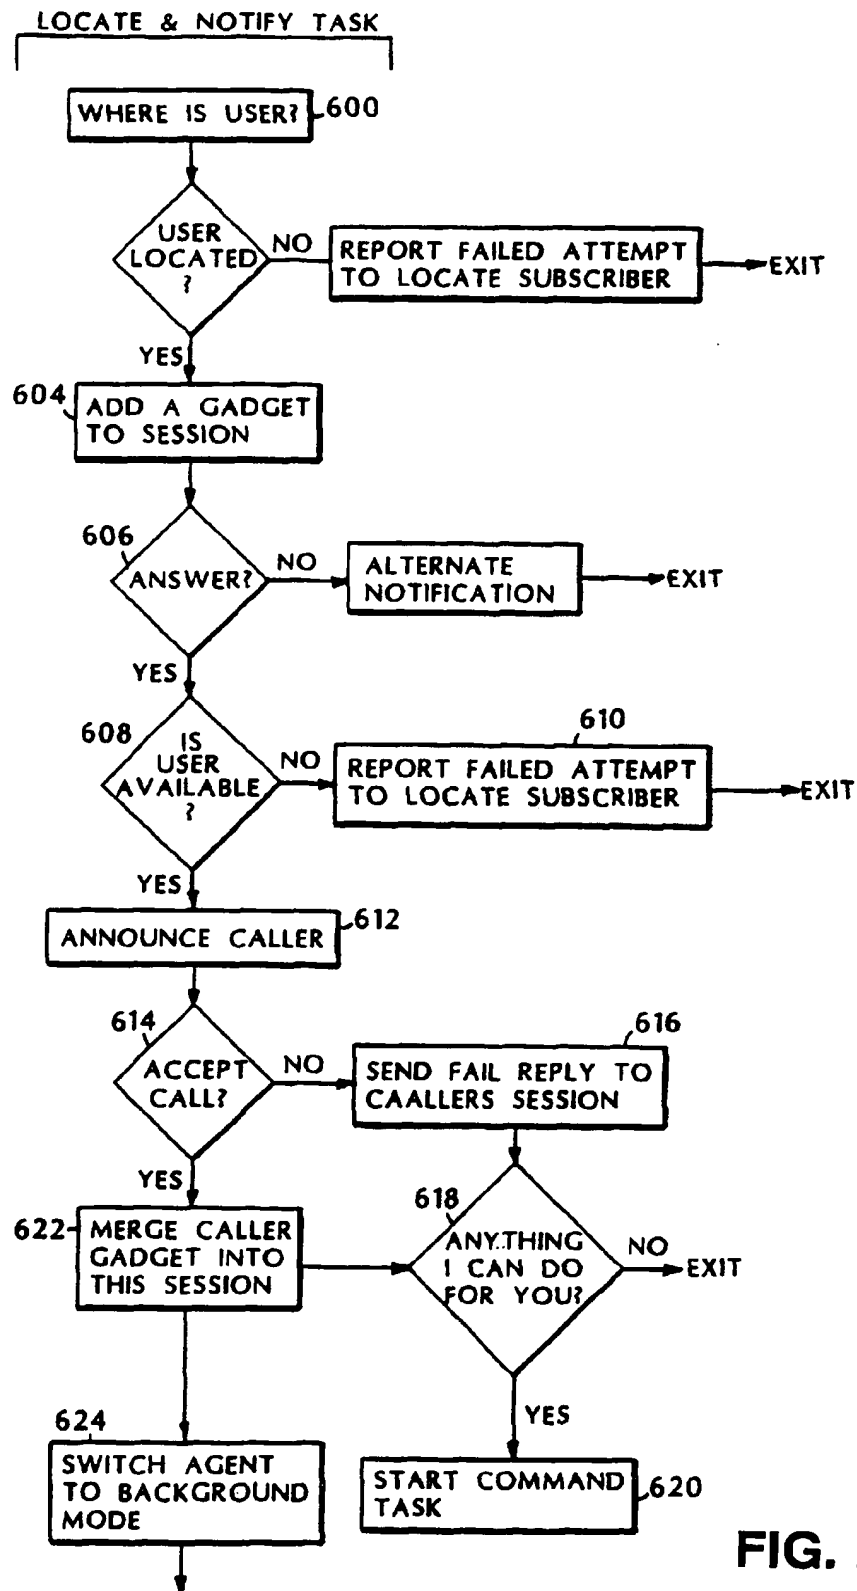 LOCATE & NOTIFY TASK
WHERE IS USER?
600
USER
LOCATED
?
NO
REPORT FAILED ATTEMPT
TO LOCATE SUBSCRIBER
EXIT
YES
604
ADD A GADGET
TO SESSION
606
ANSWER?
NO
ALTERNATE
NOTIFICATION
EXIT
YES
608
IS
USER
AVAILABLE
?
NO
610
REPORT FAILED ATTEMPT
TO LOCATE SUBSCRIBER
EXIT
YES
ANNOUNCE CALLER
612
614
ACCEPT
CALL?
NO
616
SEND FAIL REPLY TO
CAALLERS SESSION
YES
622
MERGE CALLER
GADGET INTO
THIS SESSION
618
ANY..THING
I CAN DO
FOR YOU?
NO
EXIT
YES
624
SWITCH AGENT
TO BACKGROUND
MODE
START COMMAND
TASK
620
FIG.